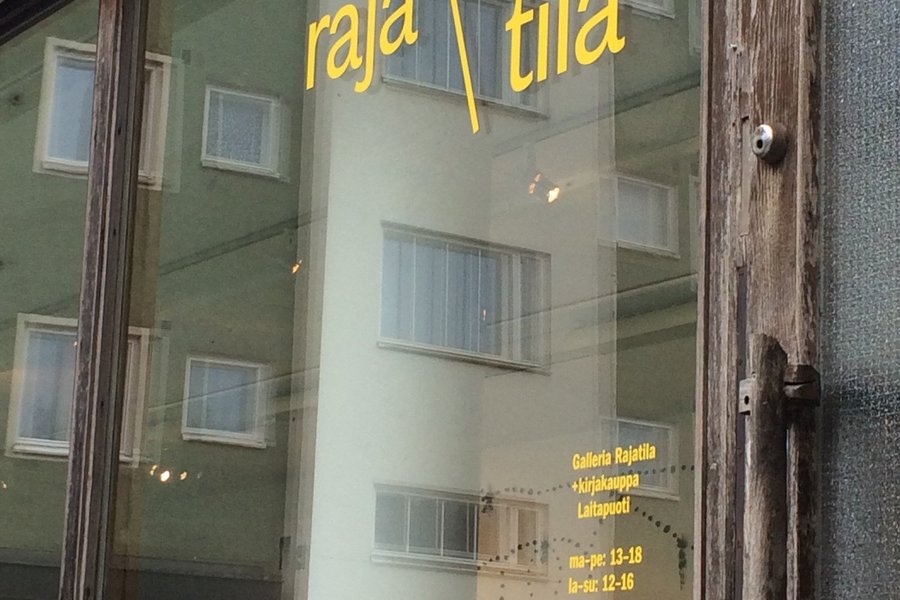 raja \ tila
Galleria Rajatila
+kirjakauppa
Laitapuoti
ma-pe: 13-18
la-su: 12-16